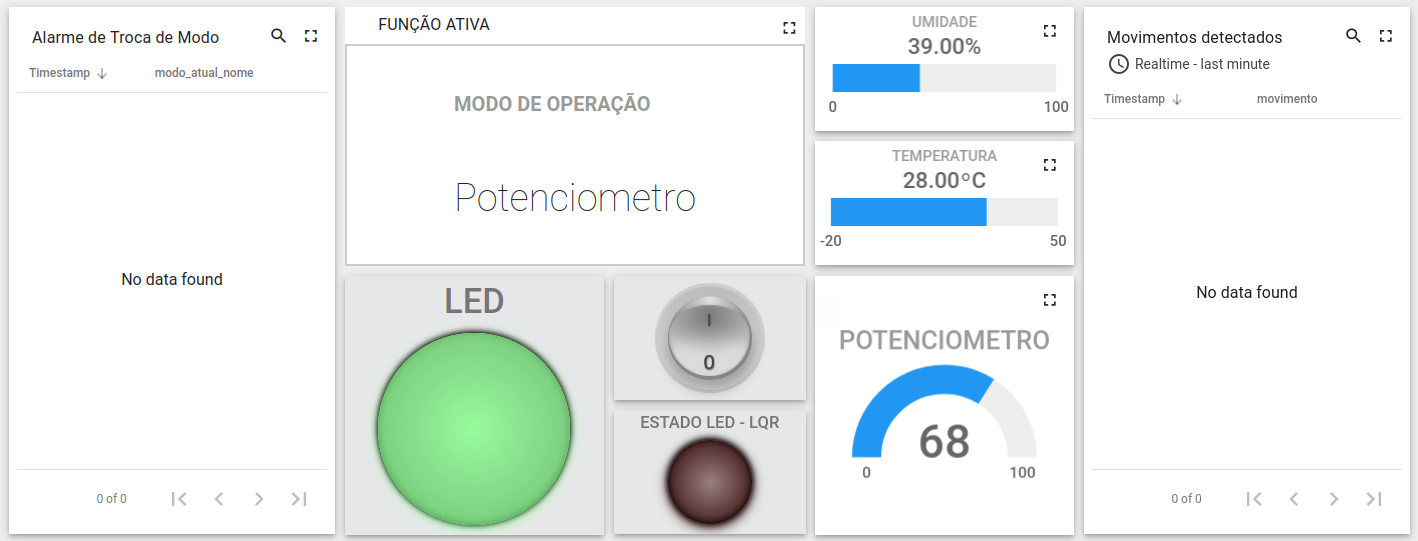 Alarme de Troca de Modo
Timestamp modo_atual_nome
No data found
0 of 0
FUNÇÃO ATIVA
MODO DE OPERAÇÃO
Potenciometro
LED
I
0
ESTADO LED - LQR
UMIDADE
39.00%
0 100
TEMPERATURA
28.00°C
-20 50
POTENCIOMETRO
68
0 100
Movimentos detectados
Realtime - last minute
Timestamp movimento
No data found
0 of 0